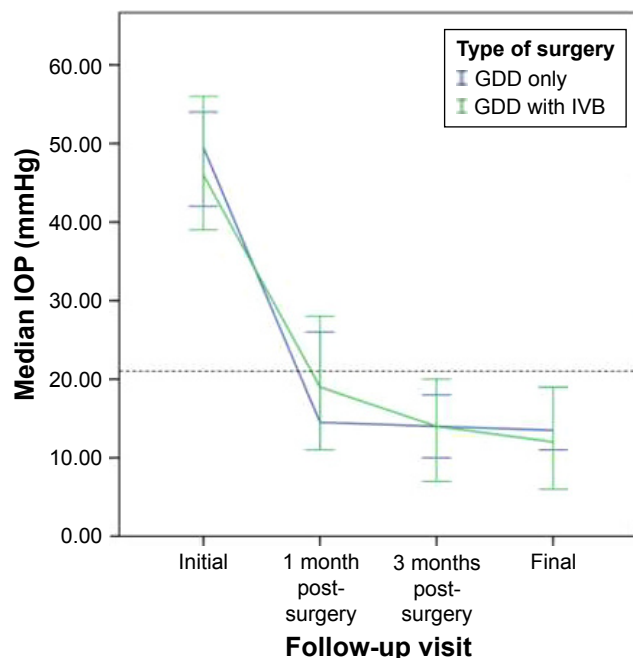 Type of surgery
GDD only
GDD with IVB
Median IOP (mmHg)
60.00
50.00
40.00
30.00
20.00
10.00
0.00
Initial
1 month
post-
surgery
3 months
post-
surgery
Final
Follow-up visit